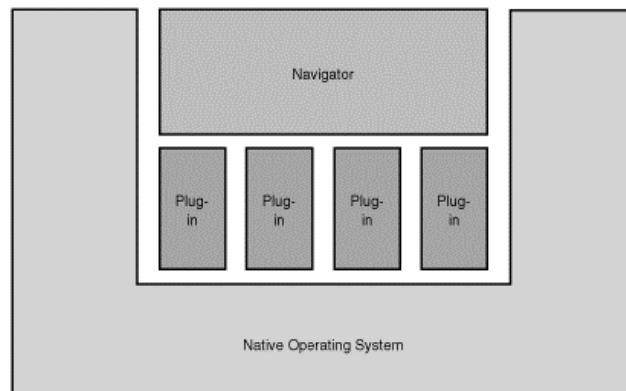 Navigator
Plug-
in
Plug-
in
Plug-
in
Plug-
in
Native Operating System